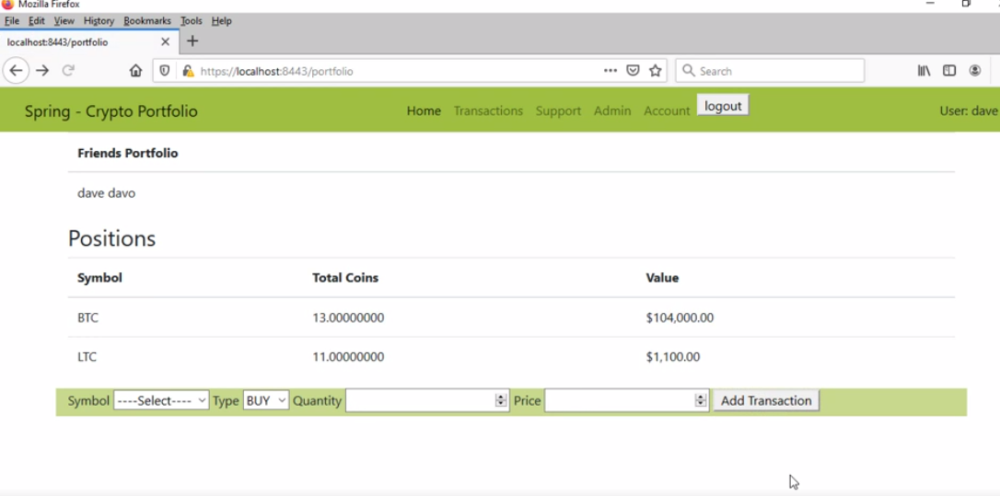 Mozilla Firefox
File Edit View History Bookmarks Tools Help
localhost:8443/portfolio
https://localhost:8443/portfolio Search
Spring - Crypto Portfolio Home Transactions Support Admin Account logout User: dave
Friends Portfolio
dave davo
Positions
Symbol Total Coins Value
BTC 13.00000000 $104,000.00
LTC 11.00000000 $1,100.00
Symbol ----Select---- Type BUY Quantity Price Add Transaction